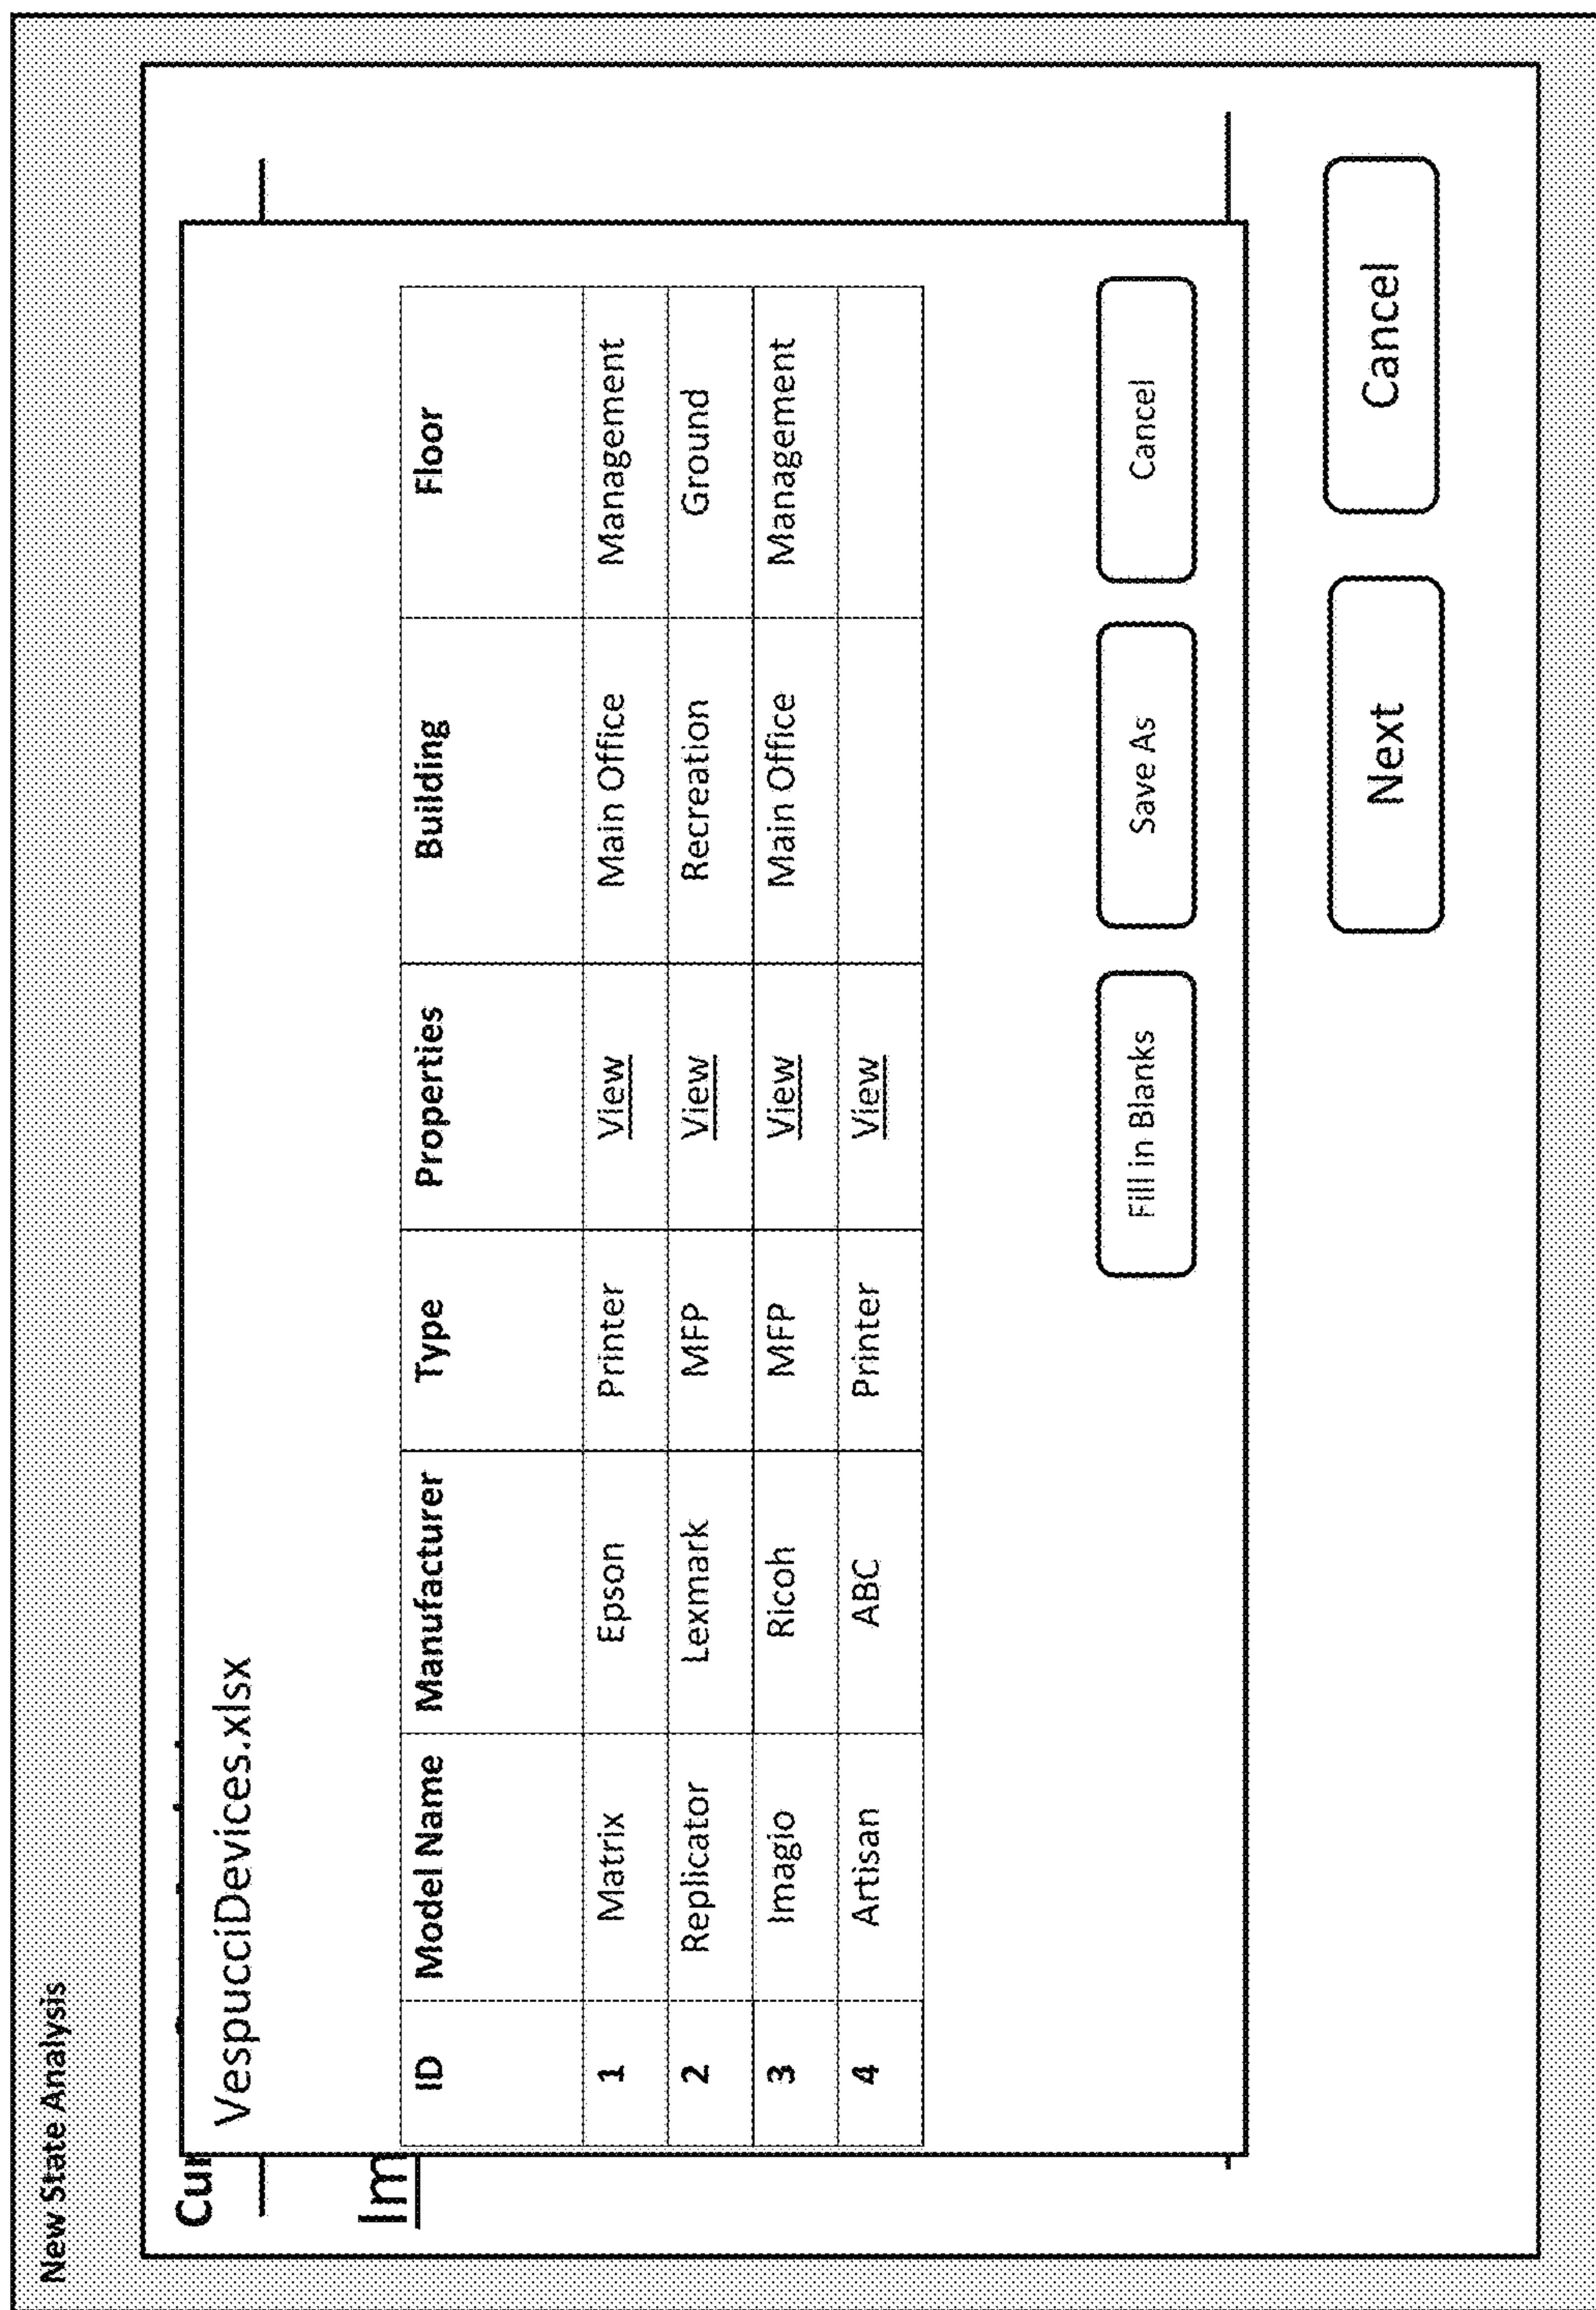 New State Analysis
Cur
VespucciDevices.xlsx
Im
ID Model Name Manufacturer Type Properties Building Floor
1 Matrix Epson Printer View Main Office Management
2 Replicator Lexmark MFP View Recreation Ground
3 Imagio Ricoh MFP View Main Office Management
4 Artisan ABC Printer View
Fill in Blanks Save As Cancel
Next Cancel